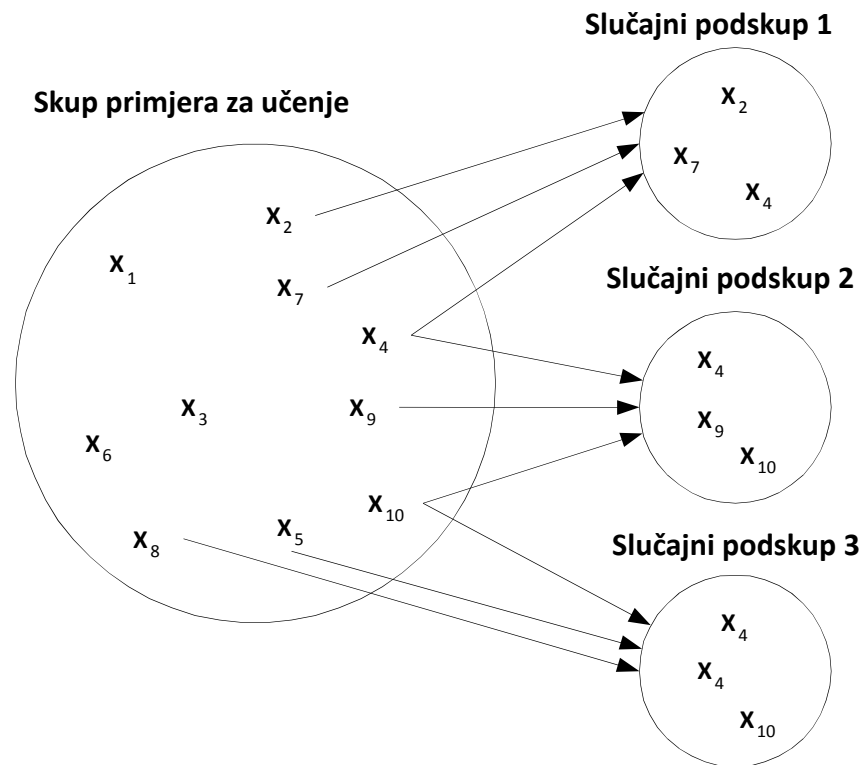 Slučajni podskup 1
Skup primjera za učenje
X2
X7
X4
X2
X1
X7
X4
X3
X9
X6
X10
X5
X8
Slučajni podskup 2
X4
X9
X10
Slučajni podskup 3
X4
X4
X10